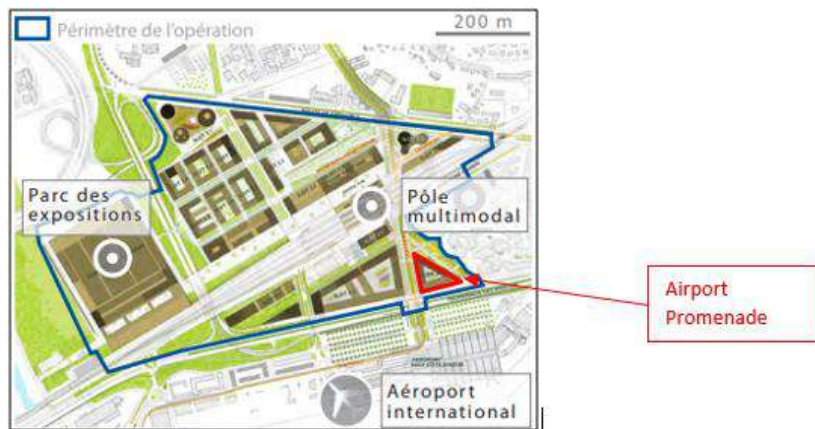 Périmètre de l'opération
200 m
Parc des
expositions
Pôle
multimodal
Airport
Promenade
Aéroport
international